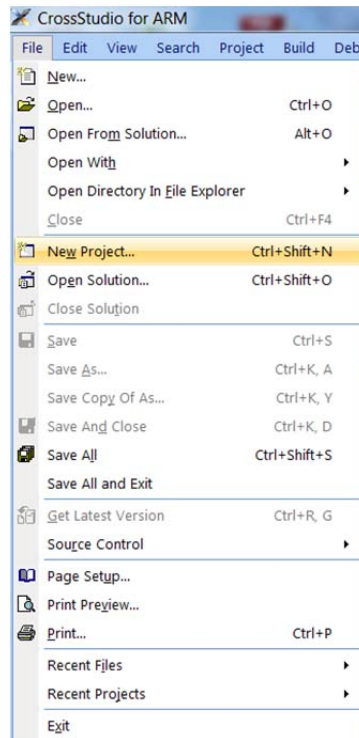 CrossStudio for ARM
File Edit View Search Project Build Deb
New...
Open... Ctrl+O
Open From Solution... Alt+O
Open With
Open Directory In File Explorer
Close Ctrl+F4
New Project... Ctrl+Shift+N
Open Solution... Ctrl+Shift+O
Close Solution
Save Ctrl+S
Save As... Ctrl+K, A
Save Copy Of As... Ctrl+K, Y
Save And Close Ctrl+K, D
Save All Ctrl+Shift+S
Save All and Exit
Get Latest Version Ctrl+R, G
Source Control
Page Setup...
Print Preview...
Print... Ctrl+P
Recent Files
Recent Projects
Exit